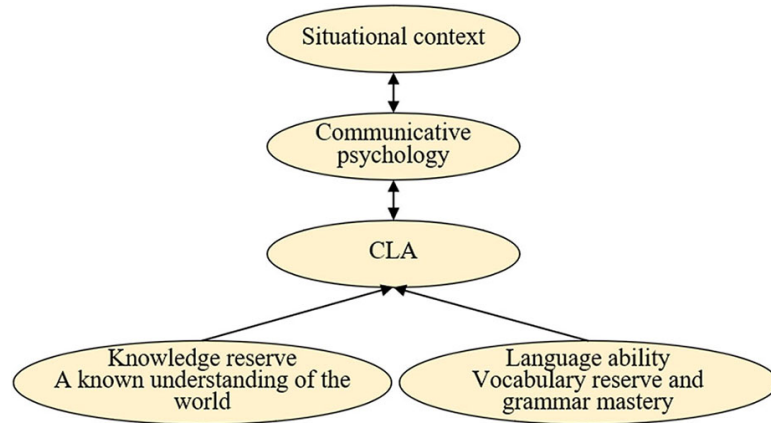 Situational context
Communicative
psychology
CLA
Knowledge reserve
A known understanding of the
world
Language ability
Vocabulary reserve and
grammar mastery